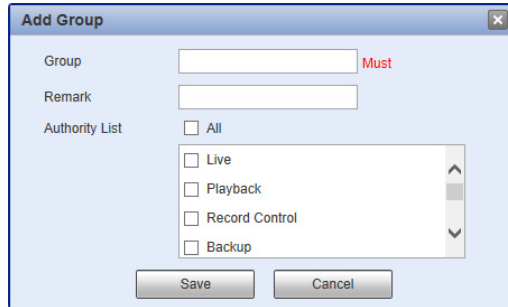 Add Group
Group Must
Remark
Authority List All
Live
Playback
Record Control
Backup
Save Cancel